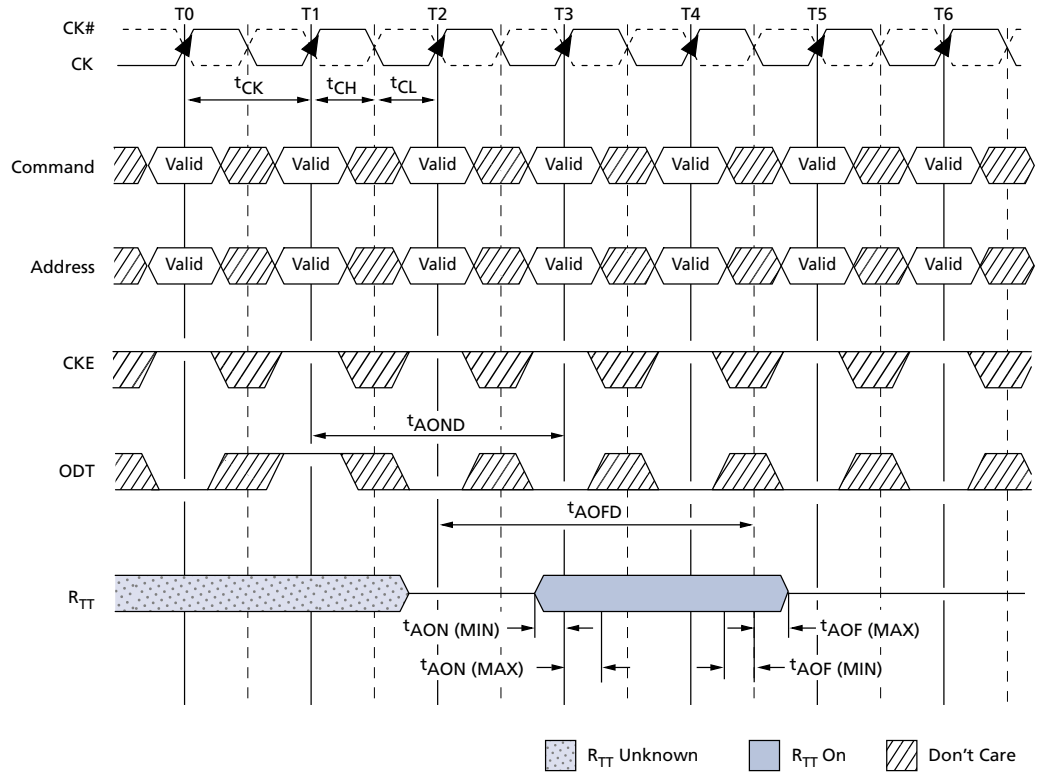 T0 T1 T2 T3 T4 T5 T6
CK#
CK
tCK tCH tCL
Command Valid Valid Valid Valid Valid Valid Valid
Address Valid Valid Valid Valid Valid Valid Valid
CKE
tAOND
ODT
tAOFD
RTT
tAON (MIN) tAOF (MAX)
tAON (MAX) tAOF (MIN)
RTT Unknown RTT On Don't Care